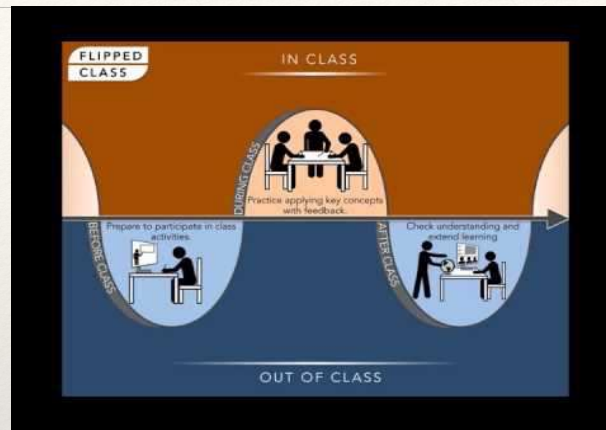 FLIPPED
CLASS
IN CLASS
DURING CLASS
Practice applying key concepts
with feedback.
BEFORE CLASS
Prepare to participate in class
activities.
AFTER CLASS
Check understanding and
extend learning
OUT OF CLASS